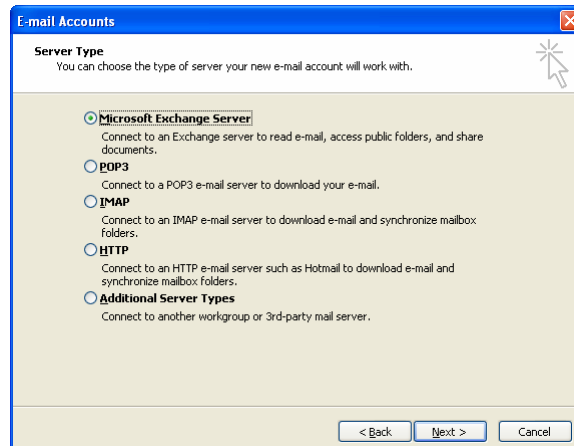 E-mail Accounts
Server Type
You can choose the type of server your new e-mail account will work with.
Microsoft Exchange Server
Connect to an Exchange server to read e-mail, access public folders, and share
documents.
POP3
Connect to a POP3 e-mail server to download your e-mail.
IMAP
Connect to an IMAP e-mail server to download e-mail and synchronize mailbox
folders.
HTTP
Connect to an HTTP e-mail server such as Hotmail to download e-mail and
synchronize mailbox folders.
Additional Server Types
Connect to another workgroup or 3rd-party mail server.
< Back Next > Cancel